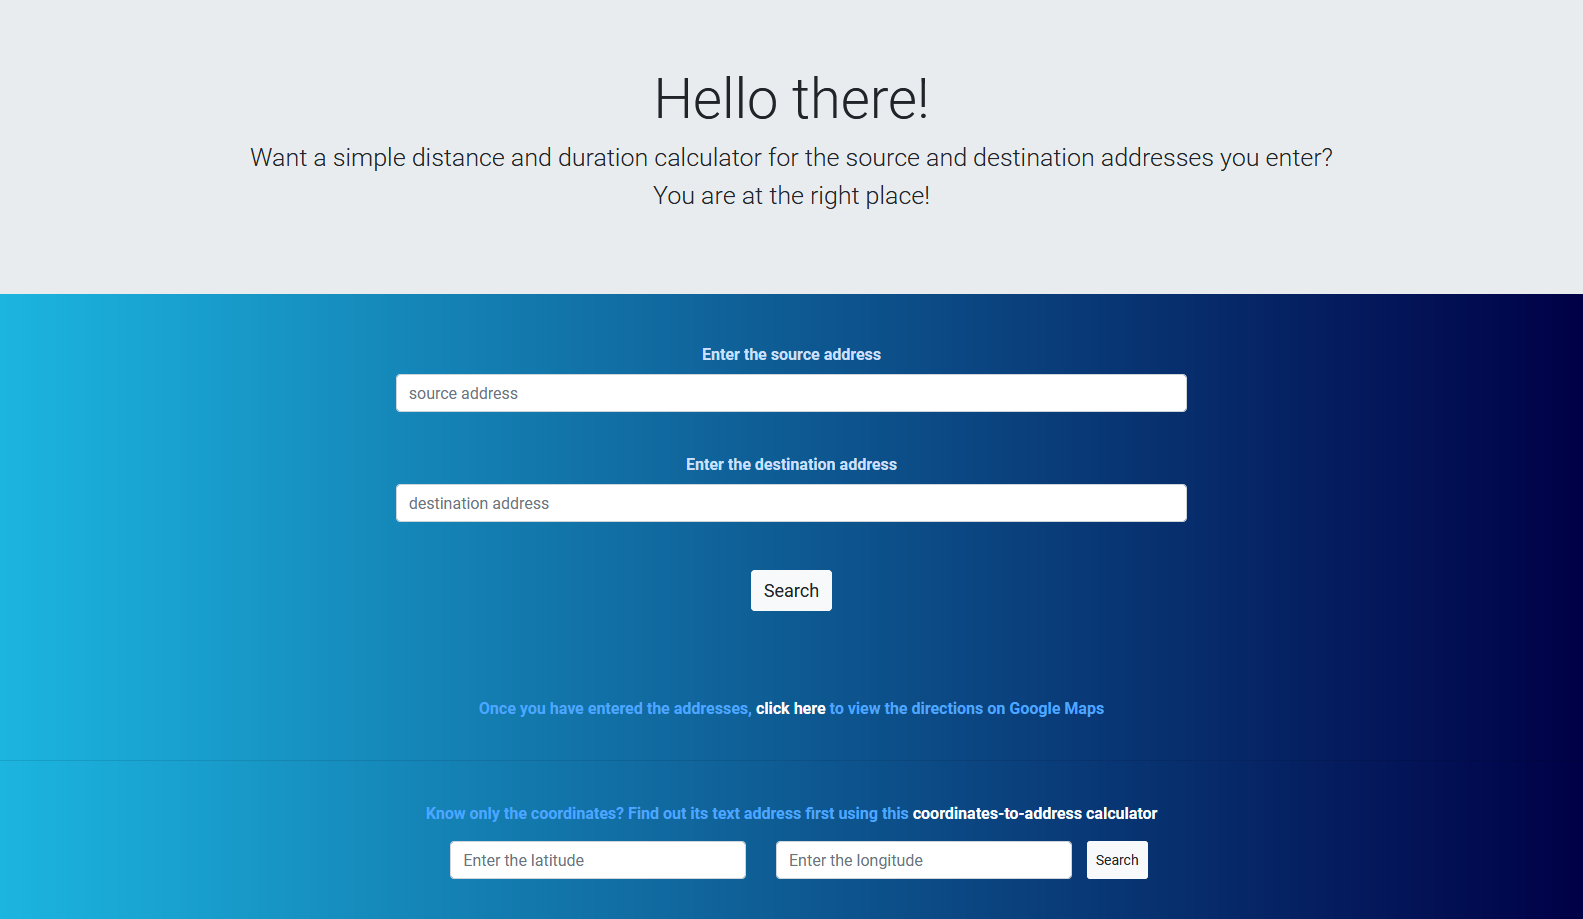 Hello there!
Want a simple distance and duration calculator for the source and destination addresses you enter?
You are at the right place!
Enter the source address
source address
Enter the destination address
destination address
Search
Once you have entered the addresses, click here to view the directions on Google Maps
Know only the coordinates? Find out its text address first using this coordinates-to-address calculator
Enter the latitude
Enter the longitude
Search